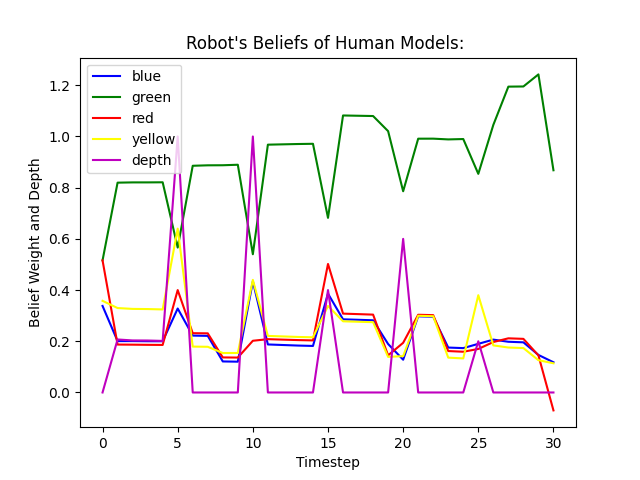 Robot's Beliefs of Human Models:
blue
green
red
yellow
depth
Belief Weight and Depth
1.2
1.0
0.8
0.6
0.4
0.2
0.0
0 5 10 15 20 25 30
Timestep